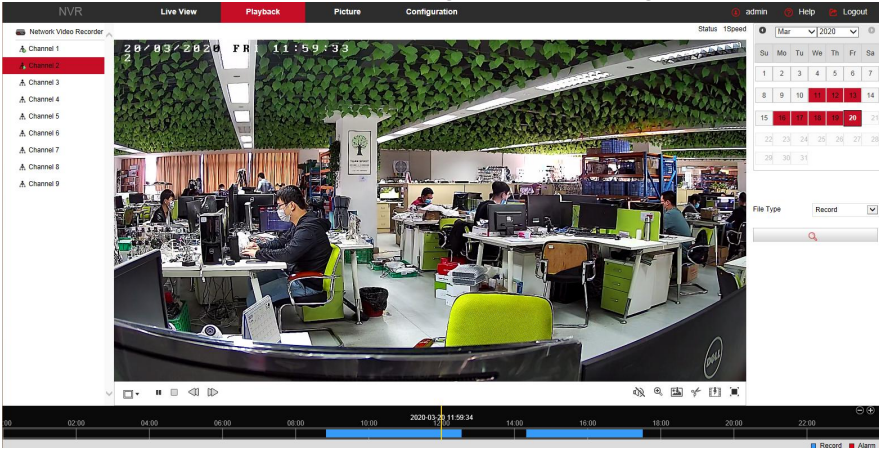 NVR
Live View
Playback
Picture
Configuration
admin
Help
Logout
Network Video Recorder
Channel 1
Channel 2
Channel 3
Channel 4
Channel 5
Channel 6
Channel 7
Channel 8
Channel 9
20/03/2020 FRI 11:59:33
2
DELL
Status 1Speed
Mar 2020
Su Mo Tu We Th Fr Sa
1 2 3 4 5 6 7
8 9 10 11 12 13 14
15 16 17 18 19 20 21
22 23 24 25 26 27 28
29 30 31
File Type Record
2020-03-20 11:59:34
:00 02:00 04:00 06:00 08:00 10:00 12:00 14:00 16:00 18:00 20:00 22:00
Record Alarm